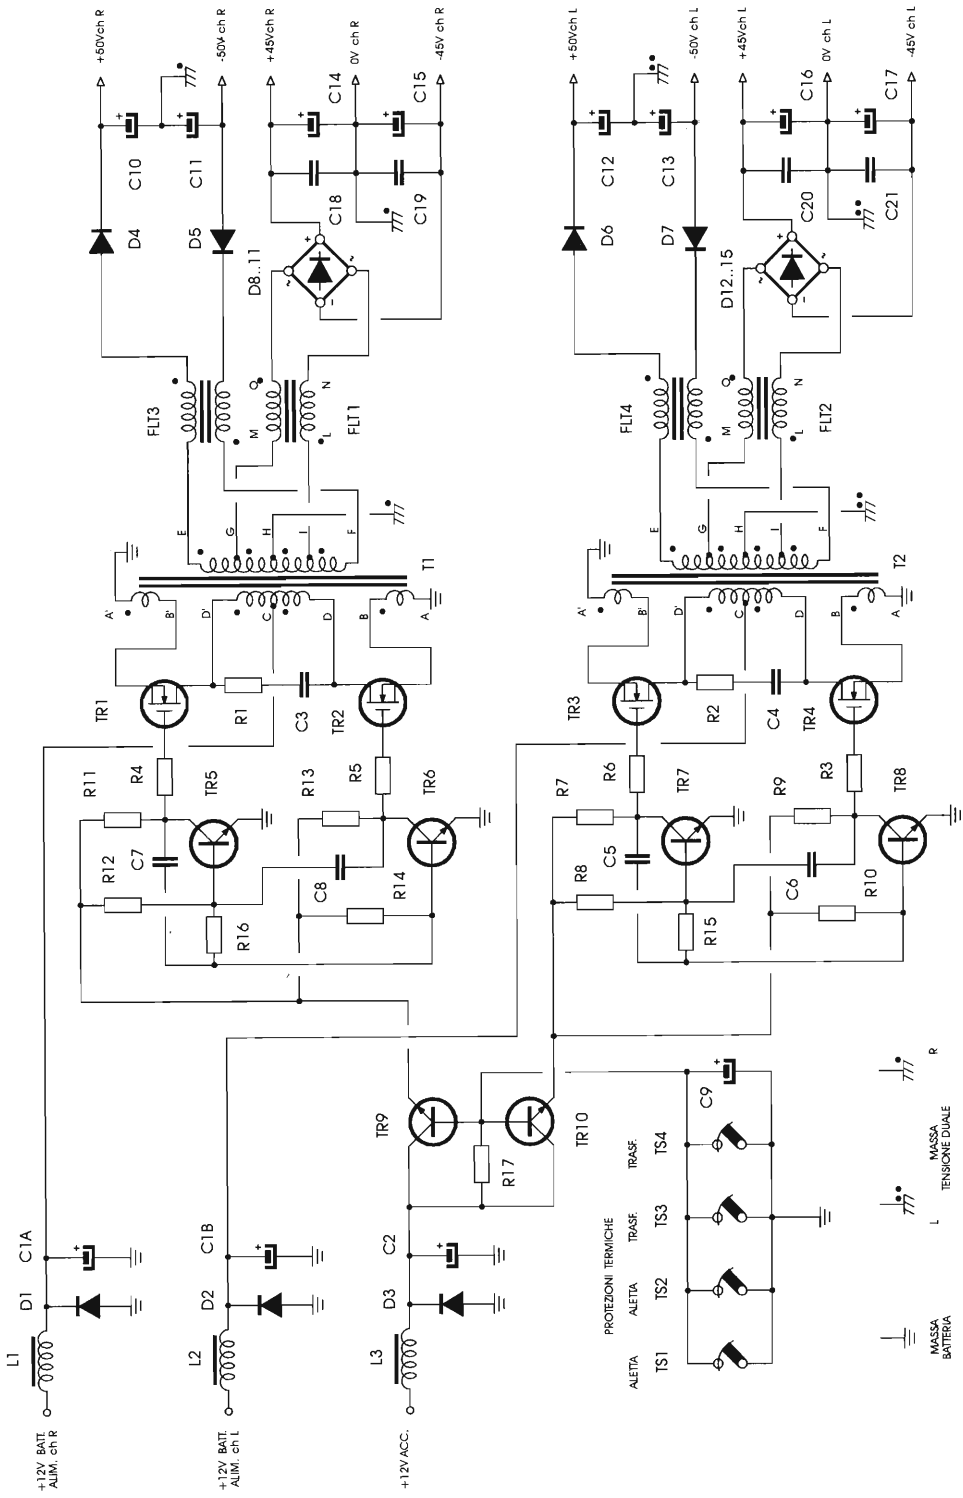 +12V BATT.
ALIM. ch R
L1
D1
C1A
R11
R12
R4
C7
TR5
R16
TR1
R1
C3
TR2
R13
R5
TR6
C8
R14
A'
B'
D'
C
D
B
A
T1
E
G
H
I
F
FLT3
FLT1
M
O
L
N
D4
D5
D8..11
C10
C11
C18
C19
C14
C15
+50Vch R
-50V ch R
+45Vch R
0V ch R
-45V ch R
+12V BATT.
ALIM. ch L
L2
D2
C1B
+12V ACC.
L3
D3
C2
TR9
TR10
R17
R7
R8
R6
C5
TR7
R15
TR3
R2
C4
TR4
R9
R3
TR8
C6
R10
A'
B'
D'
C
D
B
A
T2
E
G
H
I
F
FLT4
FLT2
M
O
L
N
D6
D7
D12..15
C12
C13
C20
C21
C16
C17
+50Vch L
-50V ch L
+45Vch L
0V ch L
-45V ch L
PROTEZIONI TERMICHE
ALETTA
ALETTA
TRASF.
TRASF.
TS1
TS2
TS3
TS4
C9
MASSA
BATTERIA
L
R
MASSA
TENSIONE DUALE